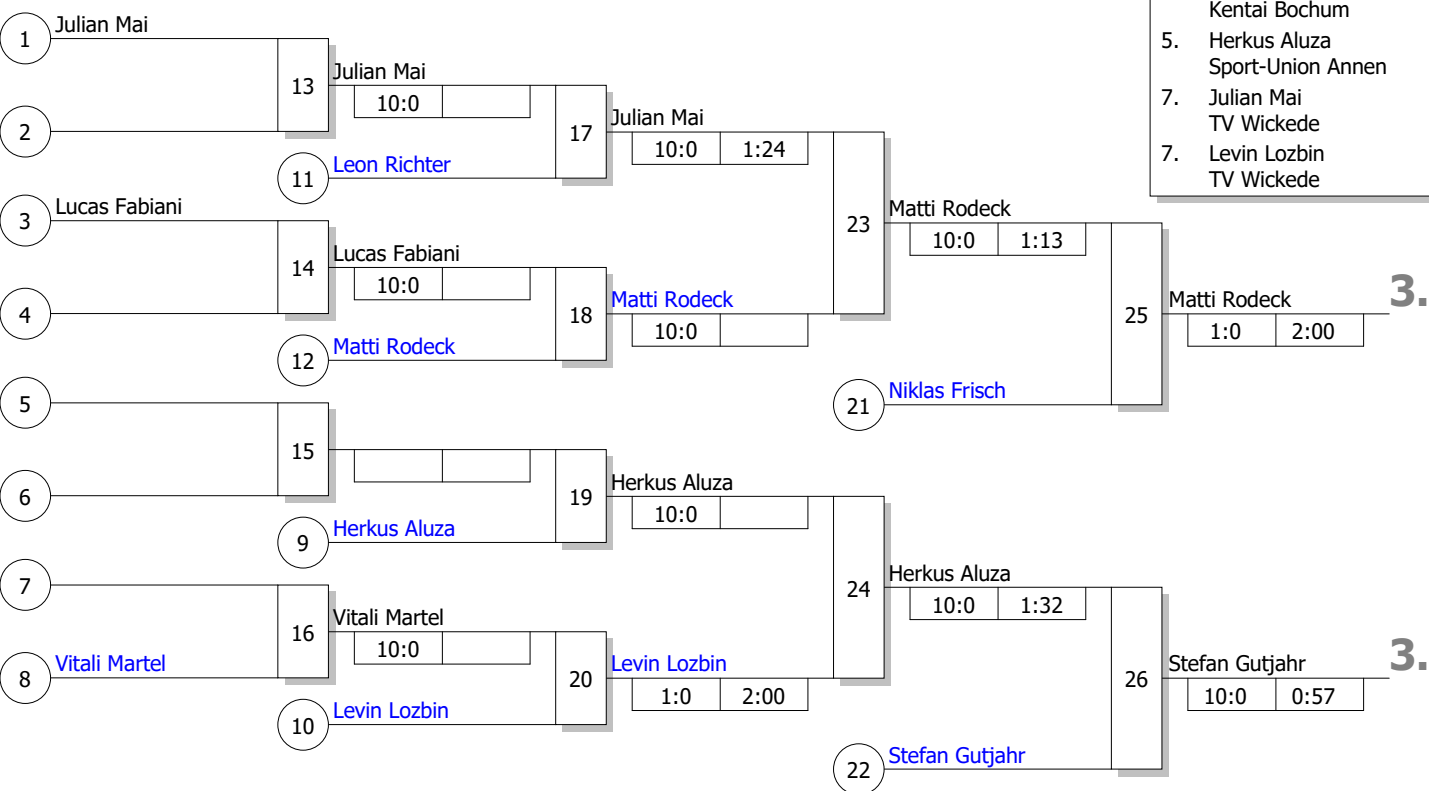 Kentai Bochum
5. Herkus Aluza
Sport-Union Annen
7. Julian Mai
TV Wickede
7. Levin Lozbin
TV Wickede
1 Julian Mai
13 Julian Mai
10:0
2
17 Julian Mai
10:0 1:24
11 Leon Richter
3 Lucas Fabiani
23 Matti Rodeck
10:0 1:13
14 Lucas Fabiani
10:0
4
18 Matti Rodeck
10:0
25 Matti Rodeck 3.
1:0 2:00
12 Matti Rodeck
5
21 Niklas Frisch
15
6
19 Herkus Aluza
10:0
9 Herkus Aluza
7
24 Herkus Aluza
10:0 1:32
16 Vitali Martel
10:0
8 Vitali Martel
20 Levin Lozbin
1:0 2:00
26 Stefan Gutjahr 3.
10:0 0:57
10 Levin Lozbin
22 Stefan Gutjahr